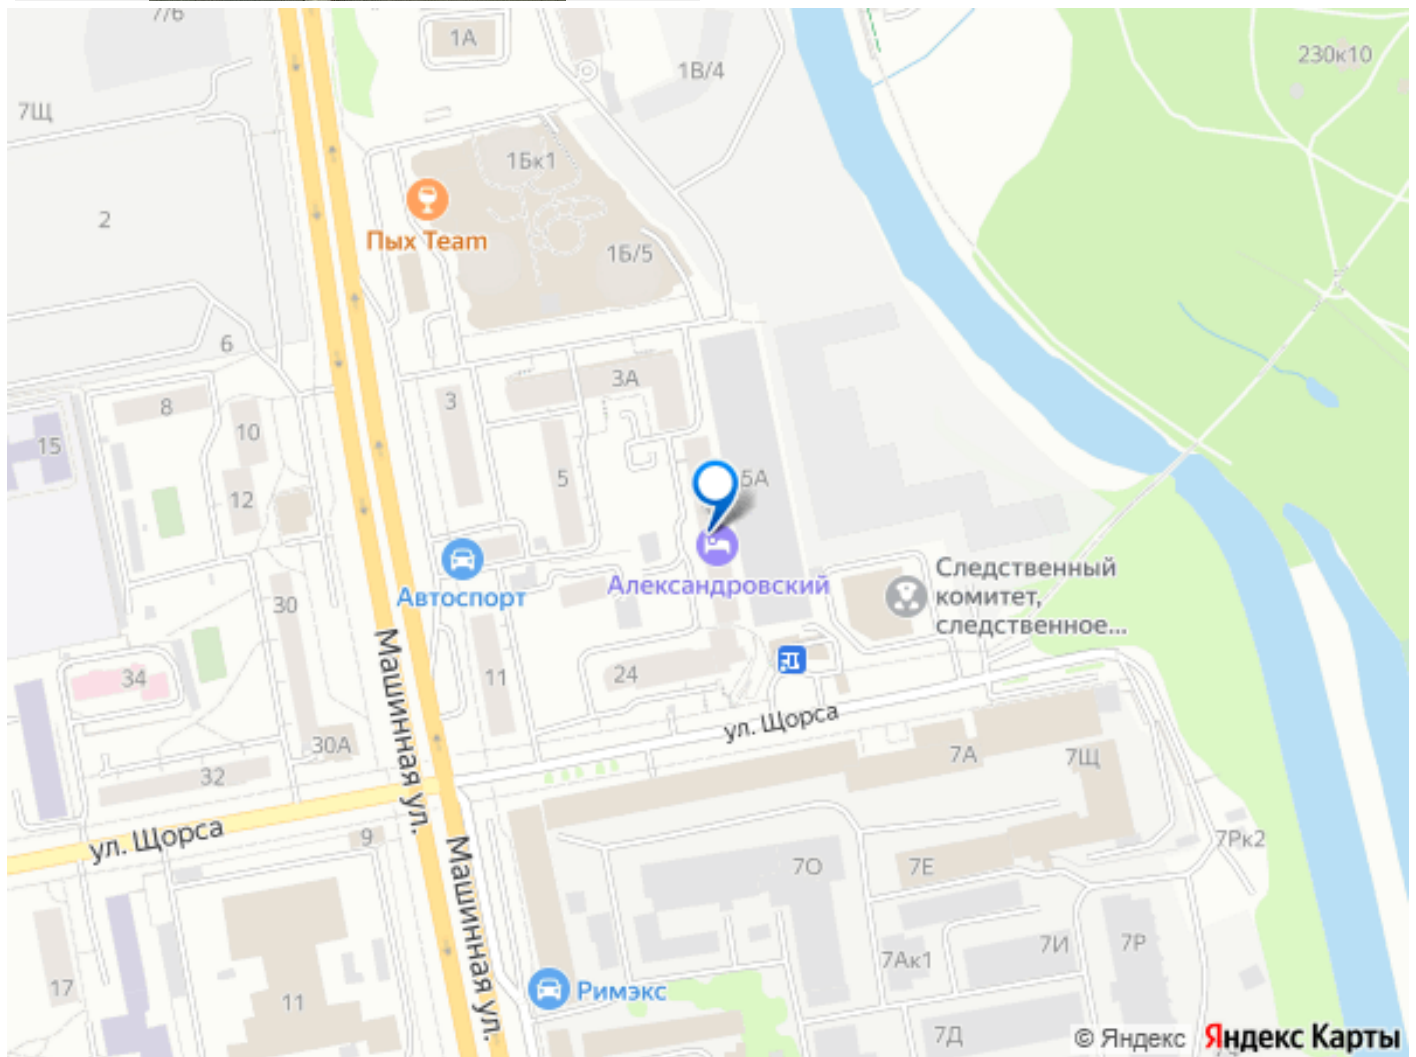 7/6
1А
1В/4
230к10
7Щ
1Бк1
2
Пых Team
1Б/5
6
3А
8
3
10
15
5
5А
12
Александровский
Автоспорт
Следственный
комитет,
следственное...
30
34
11
24
Машинная ул.
ул. Щорса
30А
7А
7Щ
32
ул. Щорса
9
Машинная ул.
7О
7Е
7Рк2
7И
7Р
7Ак1
17
11
Римэкс
7Д
© Яндекс Яндекс Карты